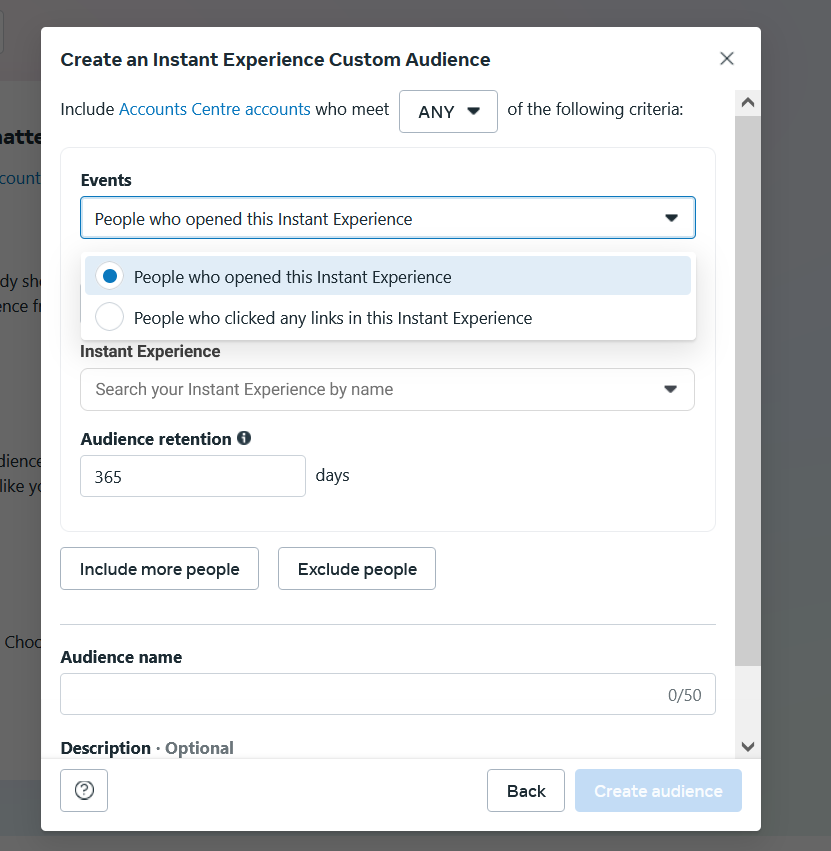 Create an Instant Experience Custom Audience
Include Accounts Centre accounts who meet ANY of the following criteria:
Events
People who opened this Instant Experience
People who opened this Instant Experience
People who clicked any links in this Instant Experience
Instant Experience
Search your Instant Experience by name
Audience retention
365 days
Include more people Exclude people
Audience name
0/50
Description · Optional
Back Create audience